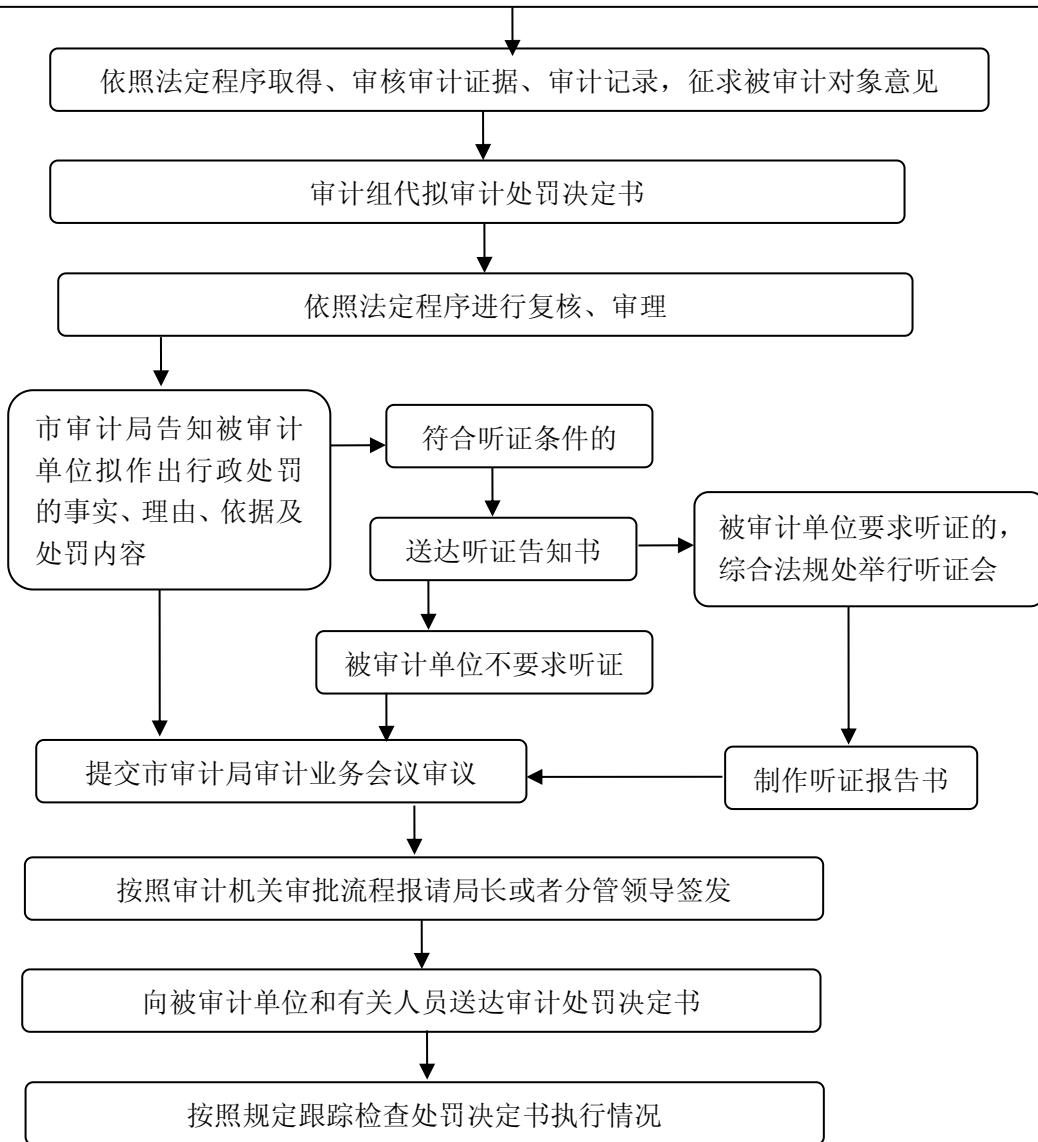 依照法定程序取得、审核审计证据、审计记录，征求被审计对象意见
审计组代拟审计处罚决定书
依照法定程序进行复核、审理
市审计局告知被审计
单位拟作出行政处罚
的事实、理由、依据及
处罚内容
符合听证条件的
送达听证告知书
被审计单位要求听证的，
综合法规处举行听证会
被审计单位不要求听证
提交市审计局审计业务会议审议
制作听证报告书
按照审计机关审批流程报请局长或者分管领导签发
向被审计单位和有关人员送达审计处罚决定书
按照规定跟踪检查处罚决定书执行情况